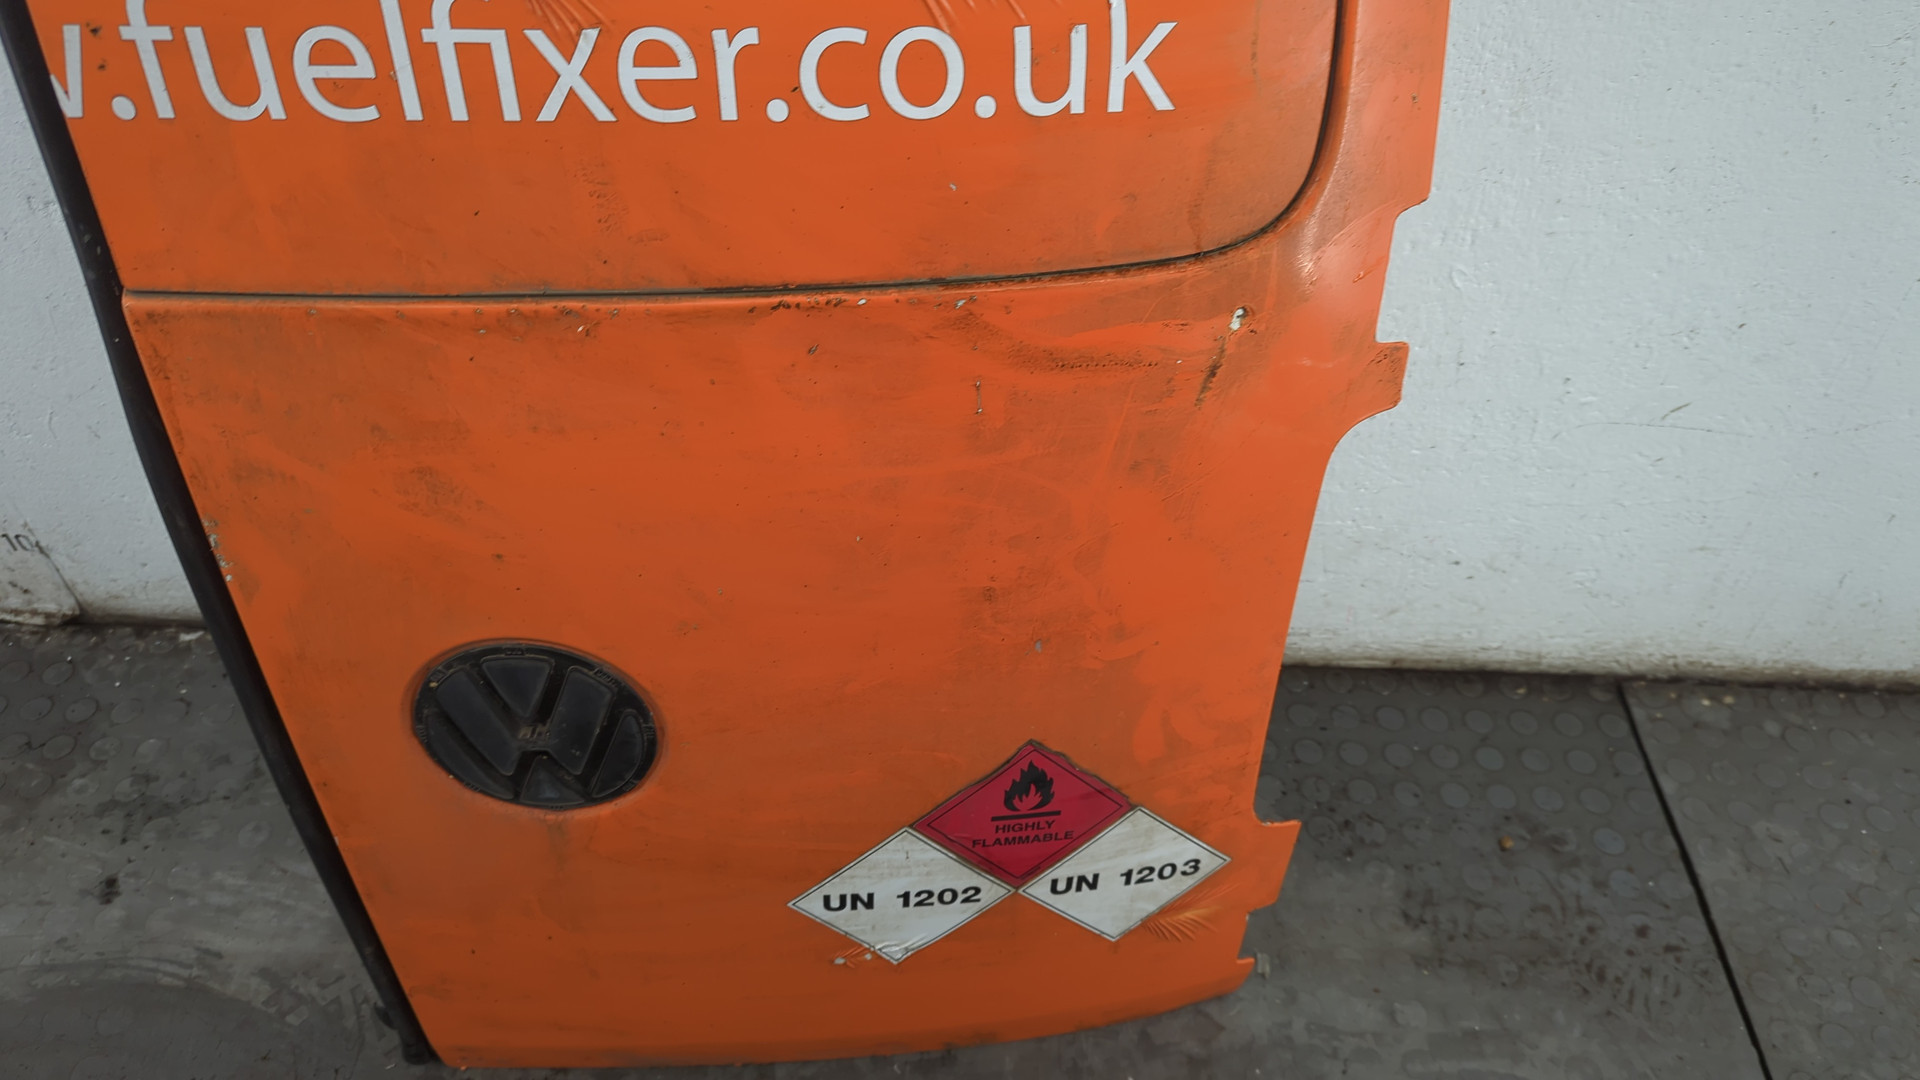 .fuelfixer.co.uk
HIGHLY
FLAMMABLE
UN 1202
UN 1203